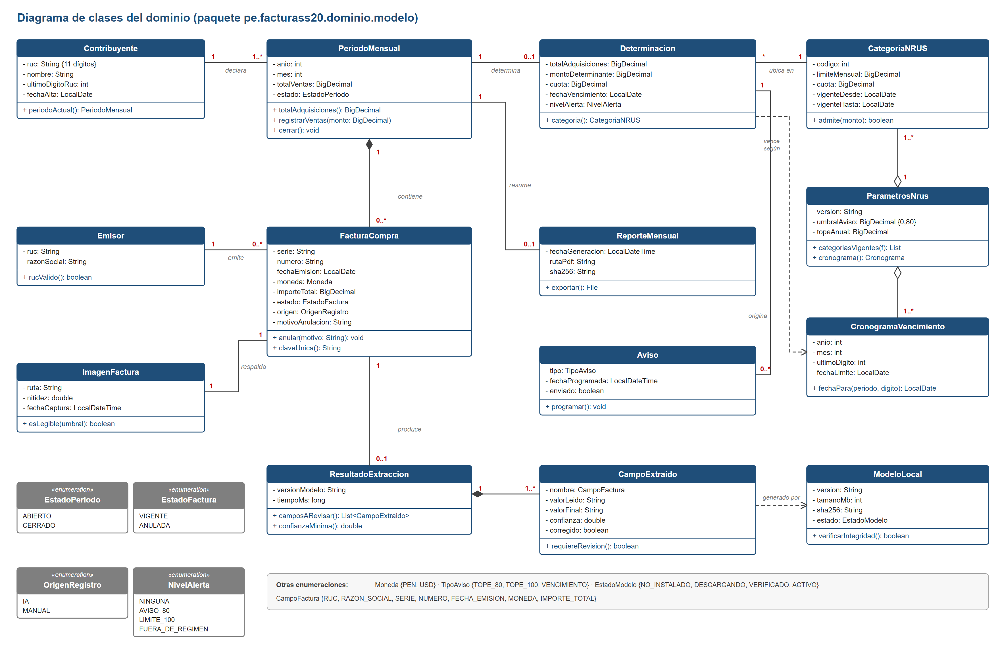 Diagrama de clases del dominio (paquete pe.facturass20.dominio.modelo)
Contribuyente
- ruc: String {11 dígitos}
- nombre: String
- ultimoDigitoRuc: int
- fechaAlta: LocalDate
+ periodoActual(): PeriodoMensual
1
1..*
declara
PeriodoMensual
- anio: int
- mes: int
- totalVentas: BigDecimal
- estado: EstadoPeriodo
+ totalAdquisiciones(): BigDecimal
+ registrarVentas(monto: BigDecimal)
+ cerrar(): void
1
0..1
determina
Determinacion
- totalAdquisiciones: BigDecimal
- montoDeterminante: BigDecimal
- cuota: BigDecimal
- fechaVencimiento: LocalDate
- nivelAlerta: NivelAlerta
+ categoria(): CategoriaNRUS
*
1
ubica en
CategoriaNRUS
- codigo: int
- limiteMensual: BigDecimal
- cuota: BigDecimal
- vigenteDesde: LocalDate
- vigenteHasta: LocalDate
+ admite(monto): boolean
1
1
1
contiene
0..*
resume
0..1
vence
según
1..*
1
ParametrosNrus
- version: String
- umbralAviso: BigDecimal {0,80}
- topeAnual: BigDecimal
+ categoriasVigentes(f): List
+ cronograma(): Cronograma
1..*
Emisor
- ruc: String
- razonSocial: String
+ rucValido(): boolean
1
0..*
emite
FacturaCompra
- serie: String
- numero: String
- fechaEmision: LocalDate
- moneda: Moneda
- importeTotal: BigDecimal
- estado: EstadoFactura
- origen: OrigenRegistro
- motivoAnulacion: String
+ anular(motivo: String): void
+ claveUnica(): String
ReporteMensual
- fechaGeneracion: LocalDateTime
- rutaPdf: String
- sha256: String
+ exportar(): File
origina
0..*
CronogramaVencimiento
- anio: int
- mes: int
- ultimoDigito: int
- fechaLimite: LocalDate
+ fechaPara(periodo, digito): LocalDate
ImagenFactura
- ruta: String
- nitidez: double
- fechaCaptura: LocalDateTime
+ esLegible(umbral): boolean
1
respalda
1
Aviso
- tipo: TipoAviso
- fechaProgramada: LocalDateTime
- enviado: boolean
+ programar(): void
1
produce
0..1
ResultadoExtraccion
- versionModelo: String
- tiempoMs: long
+ camposARevisar(): List<CampoExtraido>
+ confianzaMinima(): double
1
1..*
CampoExtraido
- nombre: CampoFactura
- valorLeido: String
- valorFinal: String
- confianza: double
- corregido: boolean
+ requiereRevision(): boolean
generado por
ModeloLocal
- version: String
- tamanoMb: int
- sha256: String
- estado: EstadoModelo
+ verificarIntegridad(): boolean
«enumeration»
EstadoPeriodo
ABIERTO
CERRADO
«enumeration»
EstadoFactura
VIGENTE
ANULADA
«enumeration»
OrigenRegistro
IA
MANUAL
«enumeration»
NivelAlerta
NINGUNA
AVISO_80
LIMITE_100
FUERA_DE_REGIMEN
Otras enumeraciones: Moneda {PEN, USD} · TipoAviso {TOPE_80, TOPE_100, VENCIMIENTO} · EstadoModelo {NO_INSTALADO, DESCARGANDO, VERIFICADO, ACTIVO}
CampoFactura {RUC, RAZON_SOCIAL, SERIE, NUMERO, FECHA_EMISION, MONEDA, IMPORTE_TOTAL}